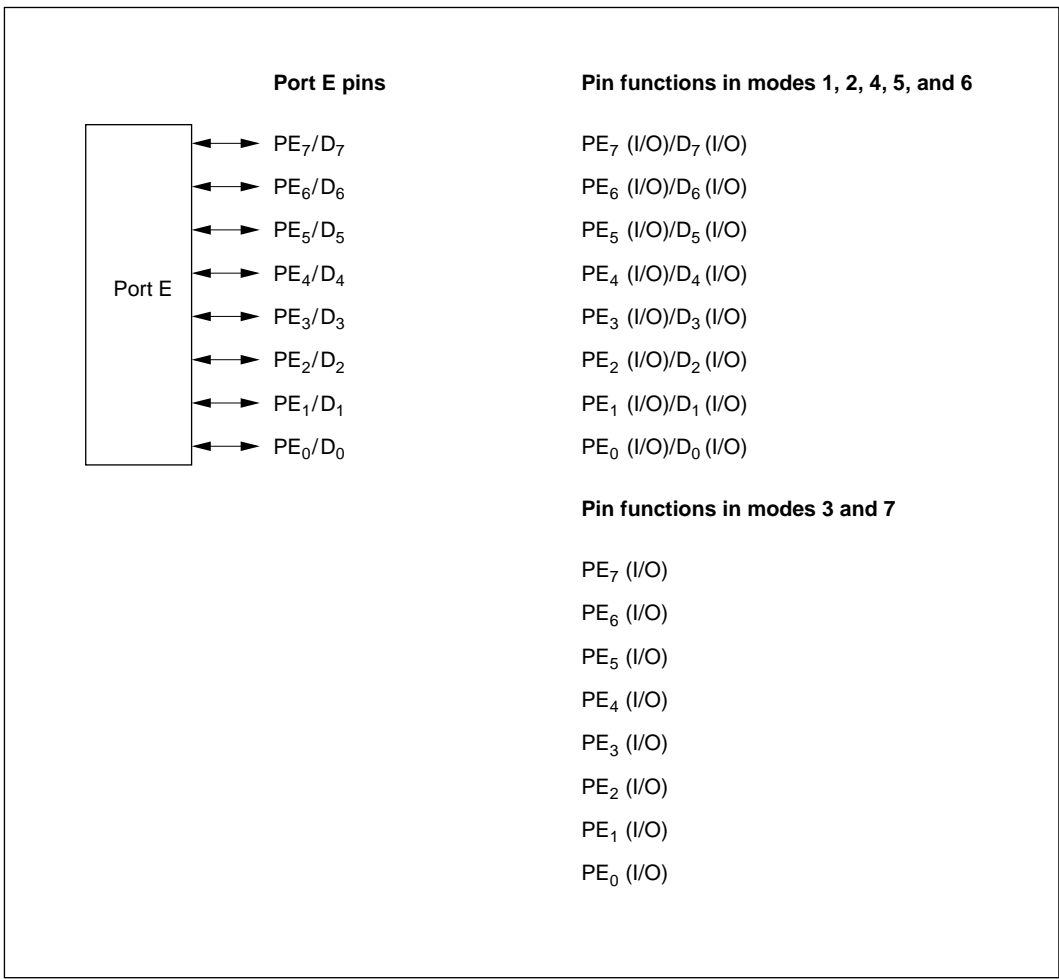 Port E pins Pin functions in modes 1, 2, 4, 5, and 6
PE₇/D₇ PE₇ (I/O)/D₇ (I/O)
PE₆/D₆ PE₆ (I/O)/D₆ (I/O)
PE₅/D₅ PE₅ (I/O)/D₅ (I/O)
PE₄/D₄ PE₄ (I/O)/D₄ (I/O)
Port E
PE₃/D₃ PE₃ (I/O)/D₃ (I/O)
PE₂/D₂ PE₂ (I/O)/D₂ (I/O)
PE₁/D₁ PE₁ (I/O)/D₁ (I/O)
PE₀/D₀ PE₀ (I/O)/D₀ (I/O)
Pin functions in modes 3 and 7
PE₇ (I/O)
PE₆ (I/O)
PE₅ (I/O)
PE₄ (I/O)
PE₃ (I/O)
PE₂ (I/O)
PE₁ (I/O)
PE₀ (I/O)